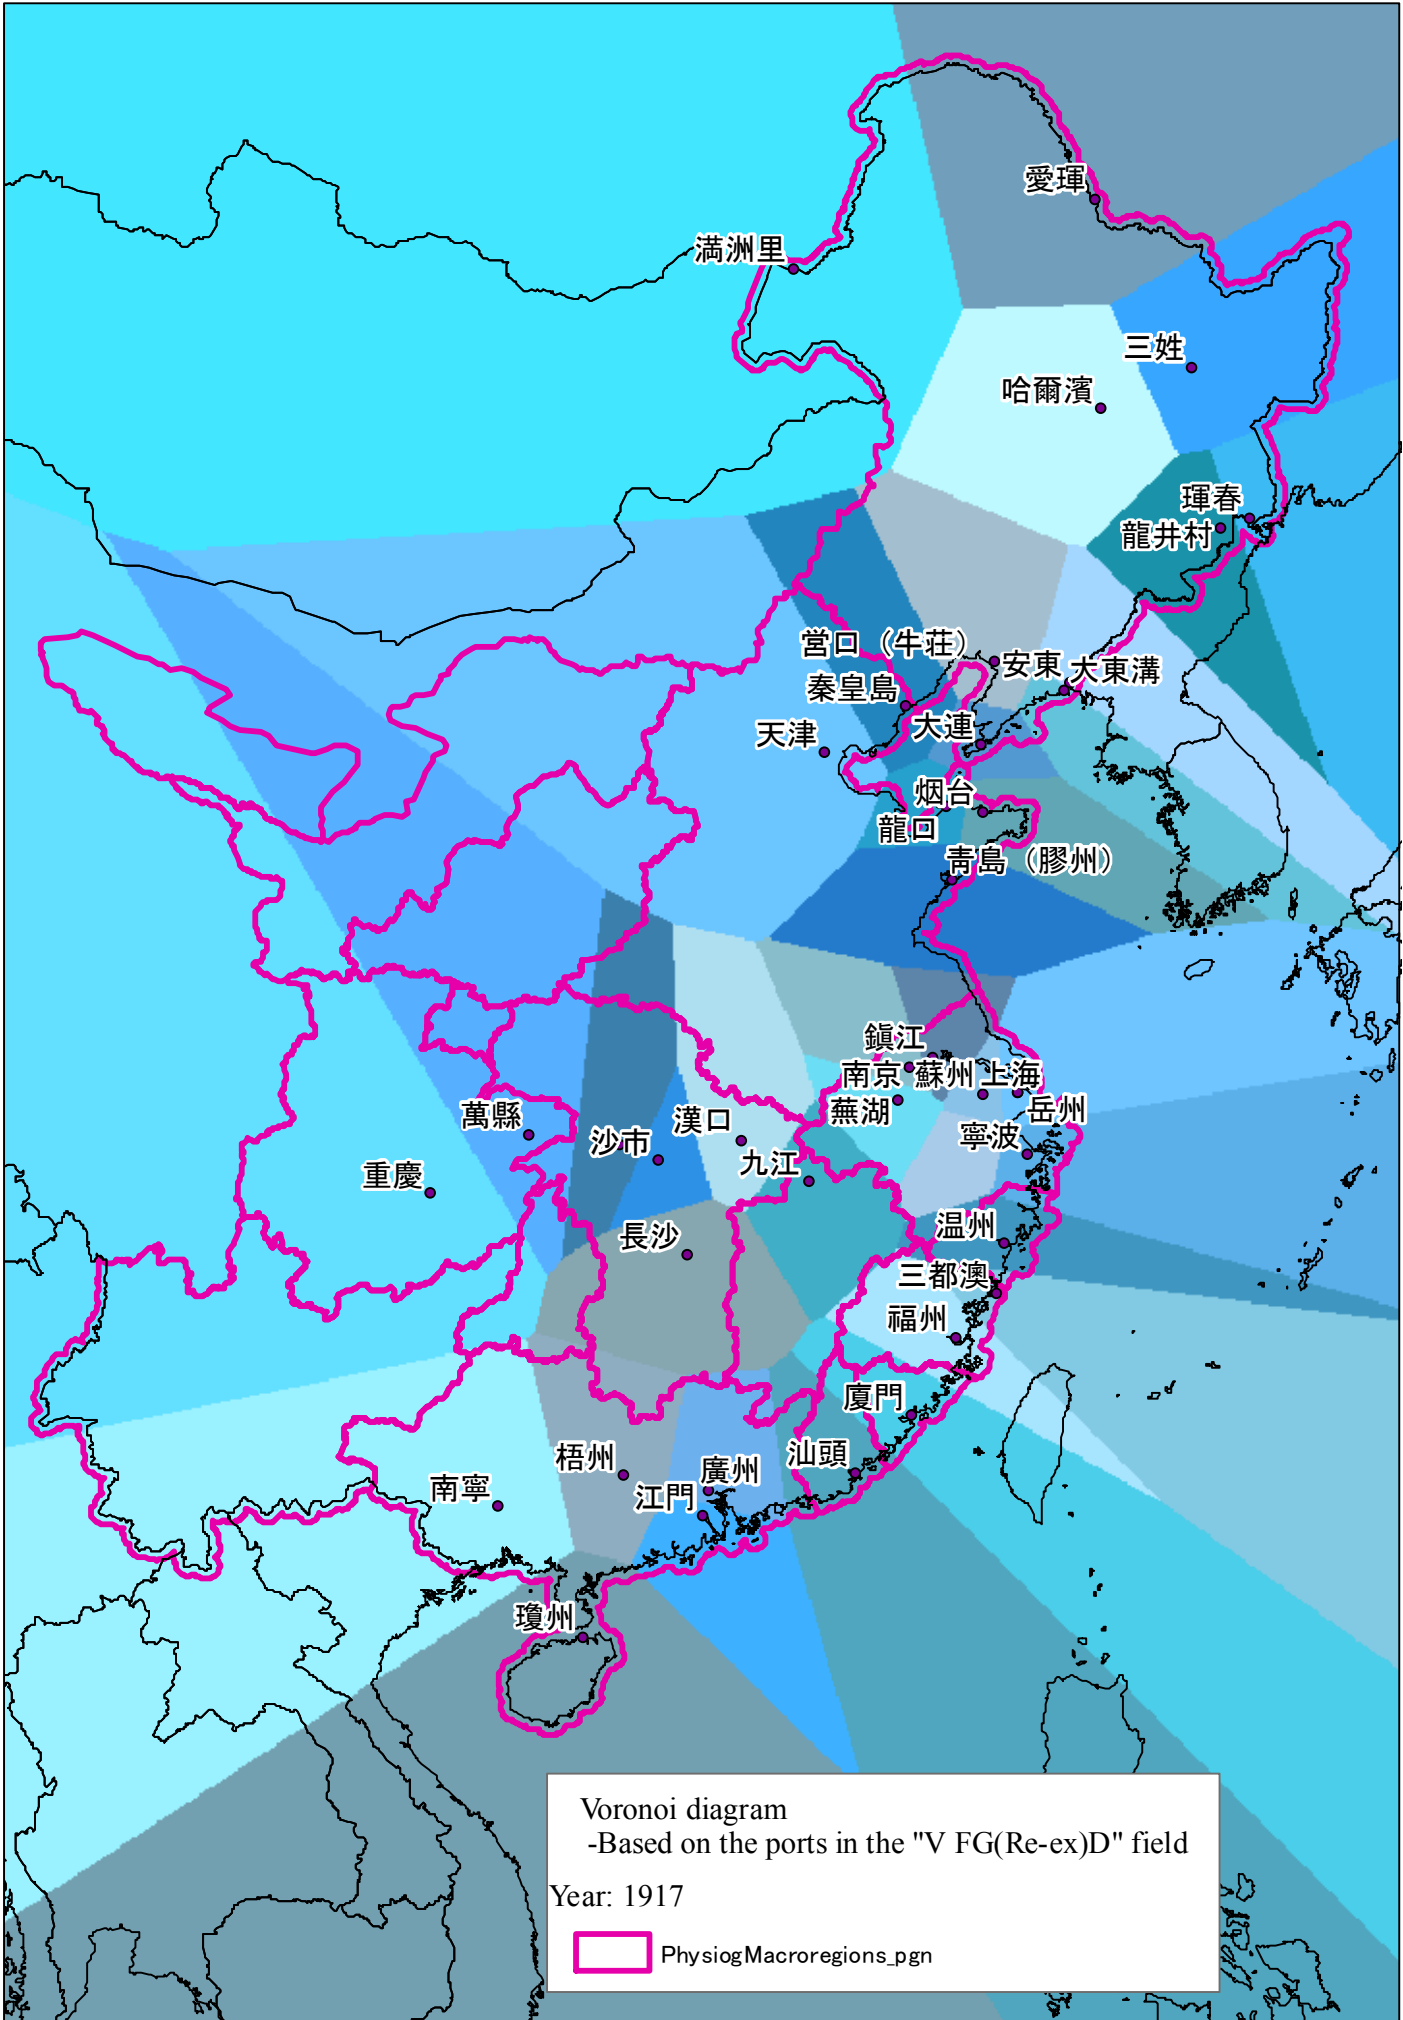 愛琿
満洲里
三姓
哈爾濱
琿春
龍井村
営口（牛荘）
安東
大東溝
秦皇島
大連
天津
烟台
龍口
青島（膠州）
鎭江
南京
蘇州
上海
蕪湖
岳州
萬縣
漢口
沙市
寧波
九江
重慶
長沙
温州
三都澳
福州
廈門
汕頭
梧州
廣州
南寧
江門
瓊州
Voronoi diagram
-Based on the ports in the "V FG(Re-ex)D" field
Year: 1917
PhysiogMacroregions_pgn